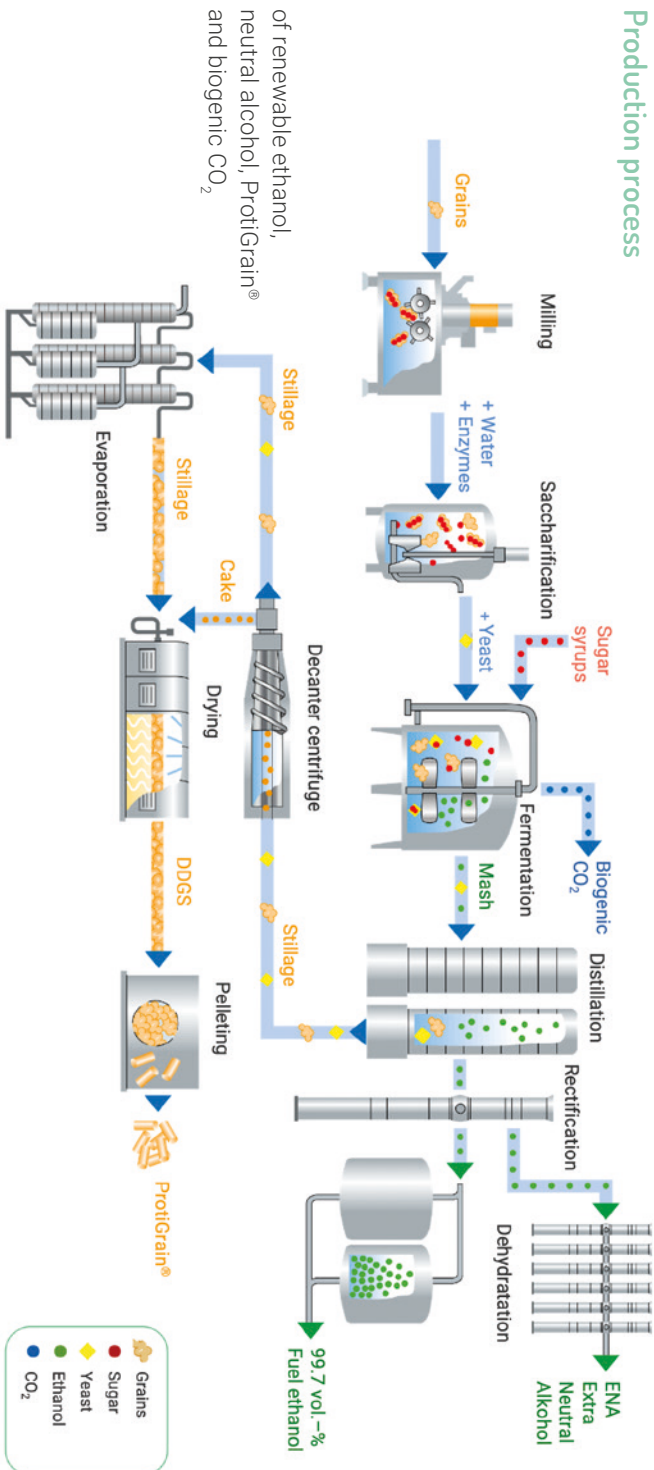 Production process
of renewable ethanol,
neutral alcohol, ProtiGrain®
and biogenic CO₂
Grains
Milling
+ Water
+ Enzymes
Saccharification
+ Yeast
Sugar
syrups
Fermentation
Biogenic
CO₂
Mash
Distillation
Rectification
Dehydratation
ENA
Extra
Neutral
Alkohol
99.7 vol.–%
Fuel ethanol
Stillage
Decanter centrifuge
Cake
Stillage
Evaporation
Stillage
Drying
DDGS
Pelleting
ProtiGrain®
Grains
Sugar
Yeast
Ethanol
CO₂